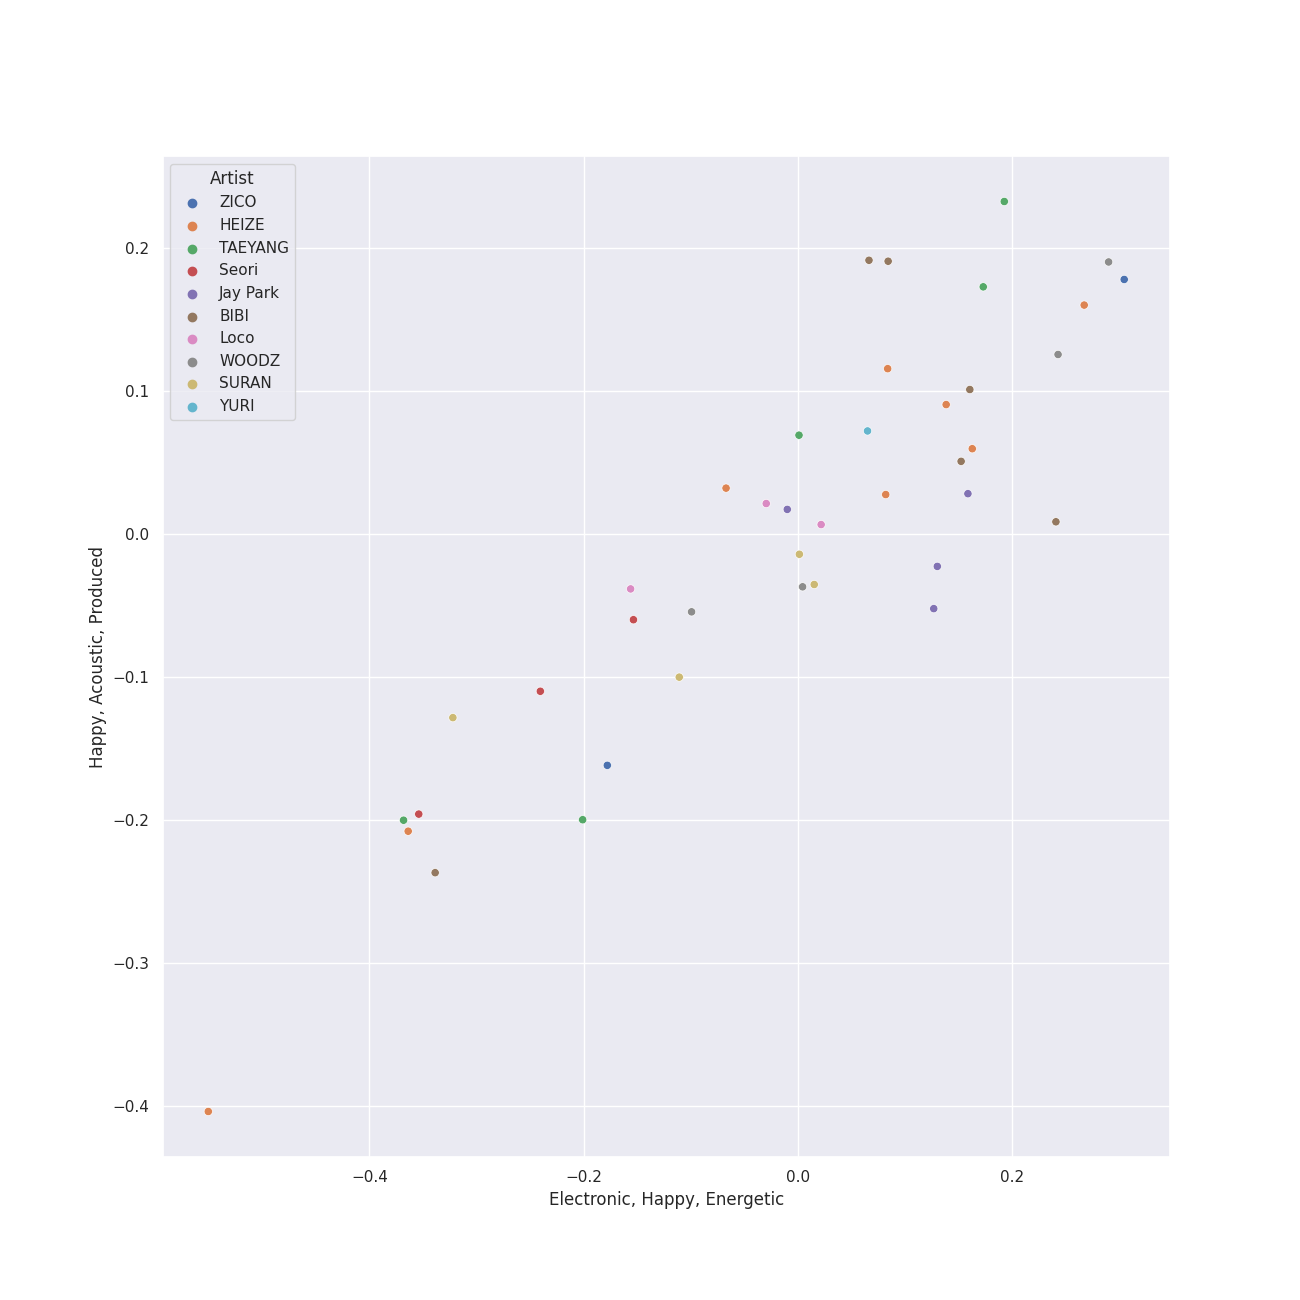 Artist
ZICO
HEIZE
TAEYANG
Seori
Jay Park
BIBI
Loco
WOODZ
SURAN
YURI
0.2
0.1
0.0
−0.1
−0.2
−0.3
−0.4
Happy, Acoustic, Produced
−0.4
−0.2
0.0
0.2
Electronic, Happy, Energetic